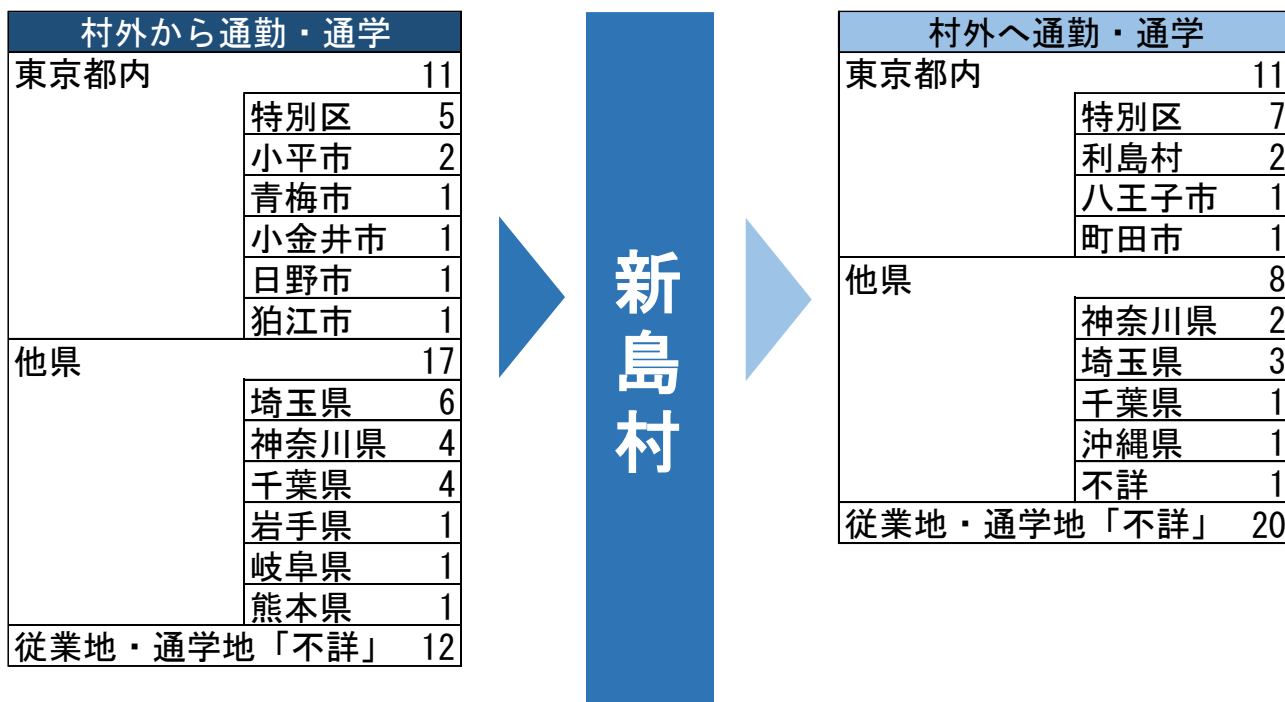 村外から通勤・通学
東京都内 11
特別区 5
小平市 2
青梅市 1
小金井市 1
日野市 1
狛江市 1
他県 17
埼玉県 6
神奈川県 4
千葉県 4
岩手県 1
岐阜県 1
熊本県 1
従業地・通学地「不詳」 12
新島村
村外へ通勤・通学
東京都内 11
特別区 7
利島村 2
八王子市 1
町田市 1
他県 8
神奈川県 2
埼玉県 3
千葉県 1
沖縄県 1
不詳 1
従業地・通学地「不詳」 20